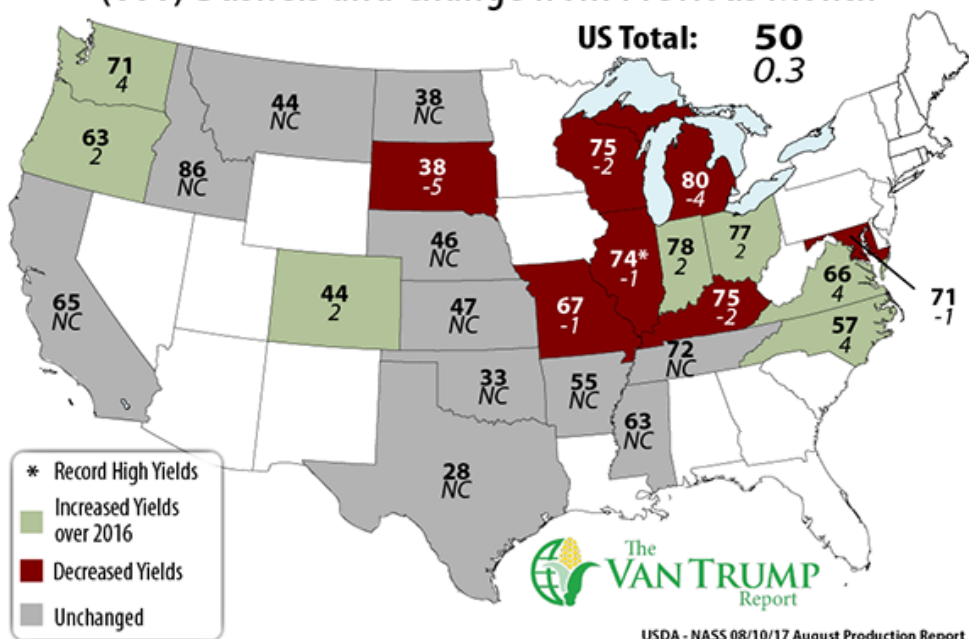 US Total: 50
0.3
71
4
63
2
86
NC
44
NC
38
NC
38
-5
75
-2
80
-4
46
NC
74*
-1
78
2
77
2
65
NC
44
2
47
NC
67
-1
75
-2
66
4
71
-1
57
4
72
NC
33
NC
55
NC
63
NC
28
NC
* Record High Yields
Increased Yields
over 2016
Decreased Yields
Unchanged
The
VAN TRUMP
Report
USDA - NASS 08/10/17 August Production Report